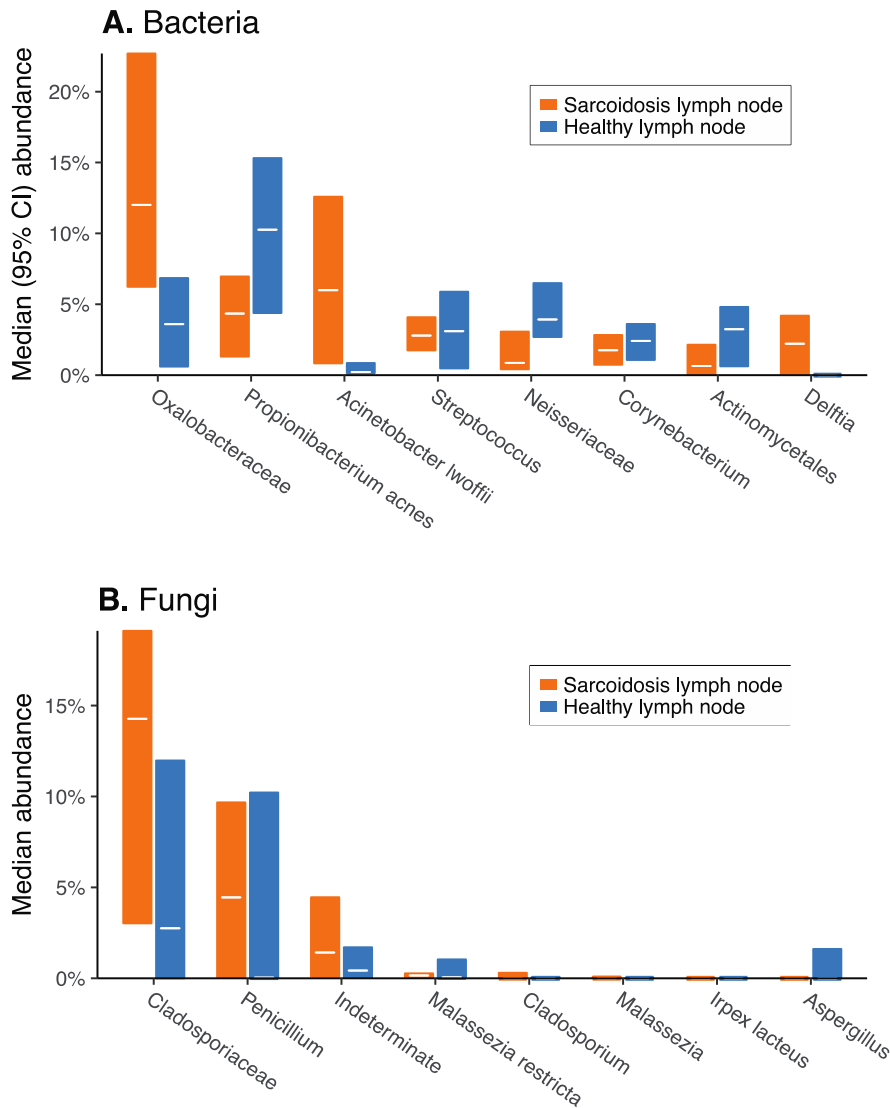 A. Bacteria
Median (95% CI) abundance
20%
15%
10%
5%
0%
Sarcoidosis lymph node
Healthy lymph node
Oxalobacteraceae
Propionibacterium acnes
Acinetobacter lwoffii
Streptococcus
Neisseriaceae
Corynebacterium
Actinomycetales
Delftia
B. Fungi
Median abundance
15%
10%
5%
0%
Sarcoidosis lymph node
Healthy lymph node
Cladosporiaceae
Penicillium
Indeterminate
Malassezia restricta
Cladosporium
Malassezia
Irpex lacteus
Aspergillus